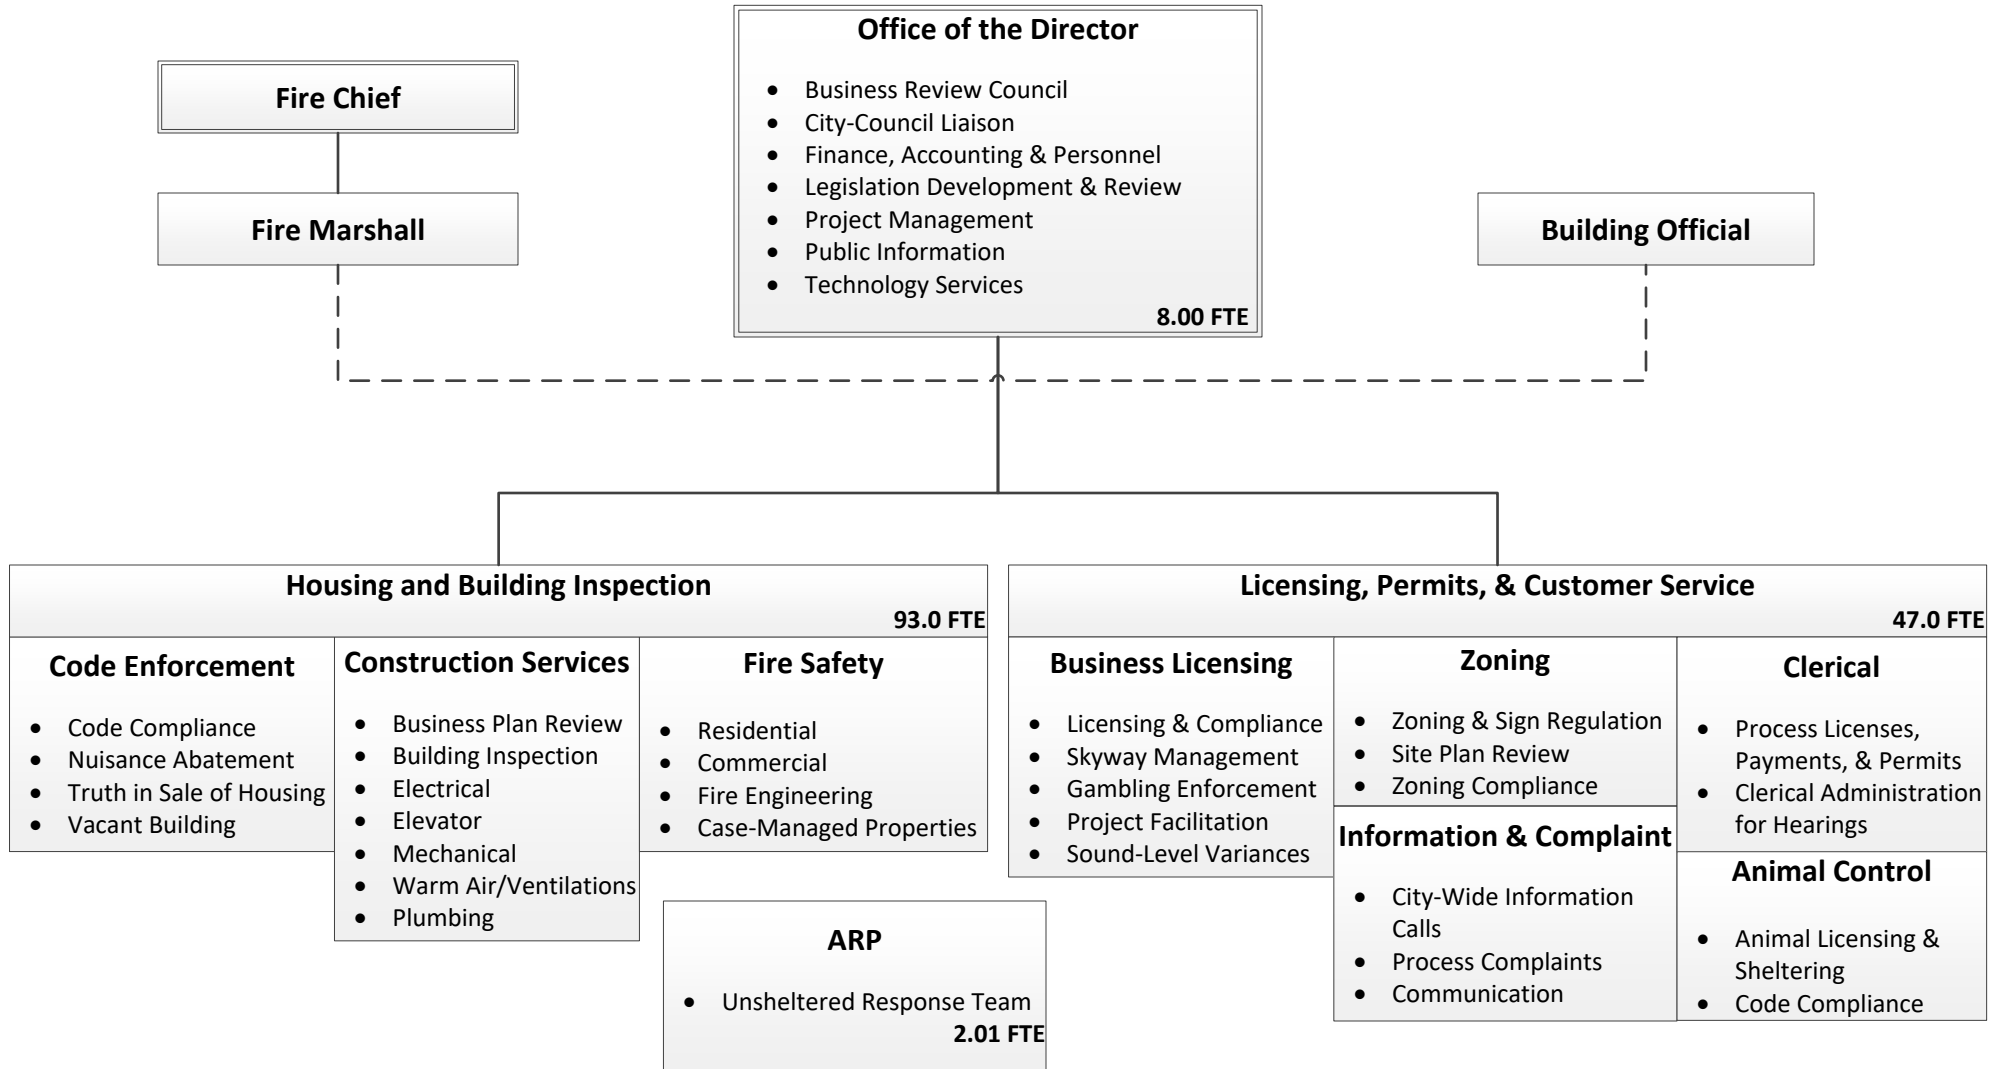 Office of the Director
• Business Review Council
• City-Council Liaison
• Finance, Accounting & Personnel
• Legislation Development & Review
• Project Management
• Public Information
• Technology Services
8.00 FTE
Fire Chief
Fire Marshall
Building Official
Housing and Building Inspection
93.0 FTE
Code Enforcement
• Code Compliance
• Nuisance Abatement
• Truth in Sale of Housing
• Vacant Building
Construction Services
• Business Plan Review
• Building Inspection
• Electrical
• Elevator
• Mechanical
• Warm Air/Ventilations
• Plumbing
Fire Safety
• Residential
• Commercial
• Fire Engineering
• Case-Managed Properties
ARP
• Unsheltered Response Team
2.01 FTE
Licensing, Permits, & Customer Service
47.0 FTE
Business Licensing
• Licensing & Compliance
• Skyway Management
• Gambling Enforcement
• Project Facilitation
• Sound-Level Variances
Zoning
• Zoning & Sign Regulation
• Site Plan Review
• Zoning Compliance
Information & Complaint
• City-Wide Information
Calls
• Process Complaints
• Communication
Clerical
• Process Licenses,
Payments, & Permits
• Clerical Administration
for Hearings
Animal Control
• Animal Licensing &
Sheltering
• Code Compliance